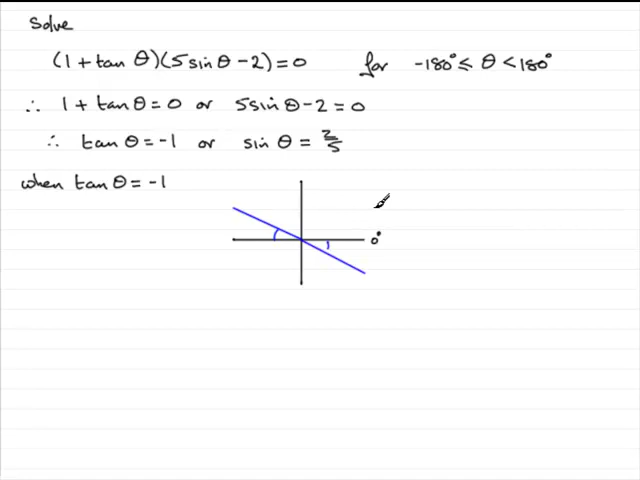 Solve
(1 + tan θ)(5 sin θ - 2) = 0 for -180° ≤ θ < 180°
∴ 1 + tan θ = 0 or 5 sin θ - 2 = 0
∴ tan θ = -1 or sin θ = 2/5
when tan θ = -1
0°